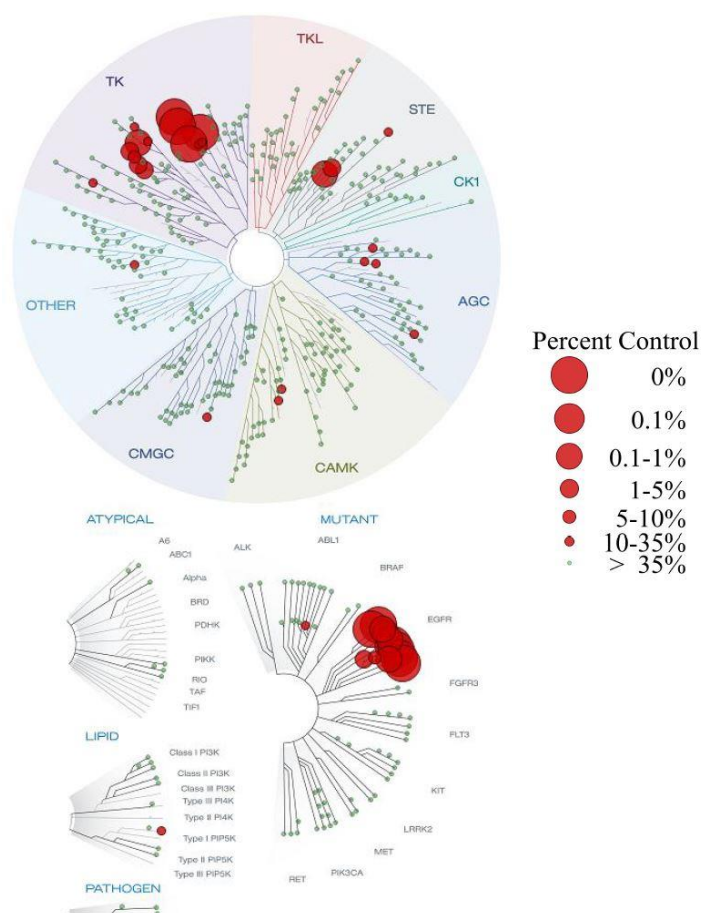 TKL
TK
STE
CK1
OTHER
AGC
CMGC
CAMK
Percent Control
0%
0.1%
0.1-1%
1-5%
5-10%
10-35%
> 35%
ATYPICAL
A6
ABC1
Alpha
BRD
PDHK
PIKK
RIO
TAF
TIF1
MUTANT
ALK
ABL1
BRAF
EGFR
FGFR3
FLT3
KIT
LRRK2
MET
PIK3CA
RET
LIPID
Class I PI3K
Class II PI3K
Class III PI3K
Type III PI4K
Type II PI4K
Type I PIP5K
Type II PIP5K
Type III PIP5K
PATHOGEN